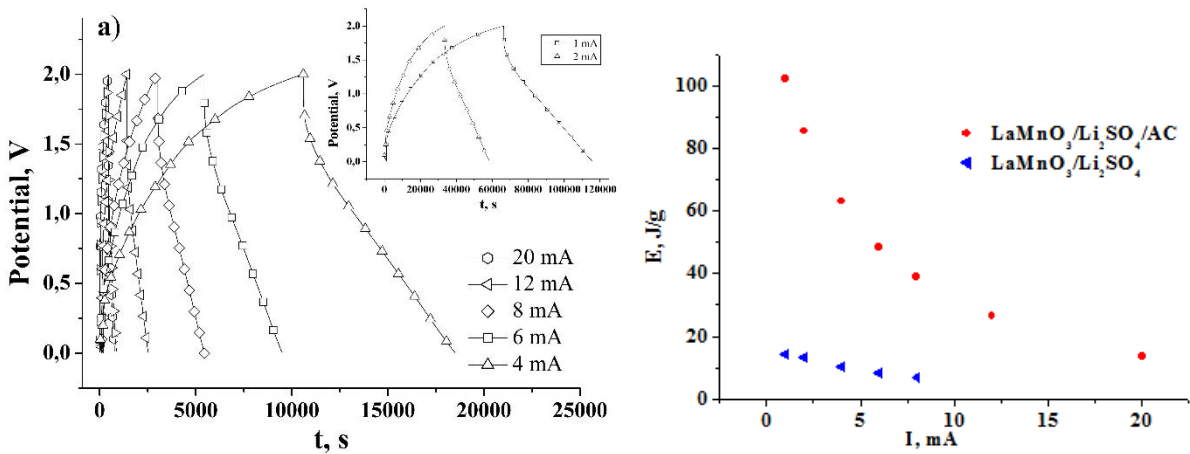 a)
Potential, V
2,0
1,5
1,0
0,5
0,0
0
5000
10000
15000
20000
25000
t, s
20 mA
12 mA
8 mA
6 mA
4 mA
Potential, V
2.0
1.5
1.0
0.5
0.0
0
20000
40000
60000
80000
100000
120000
t, s
1 mA
2 mA
E, J/g
100
80
60
40
20
0
0
5
10
15
20
I, mA
LaMnO₃/Li₂SO₄/AC
LaMnO₃/Li₂SO₄